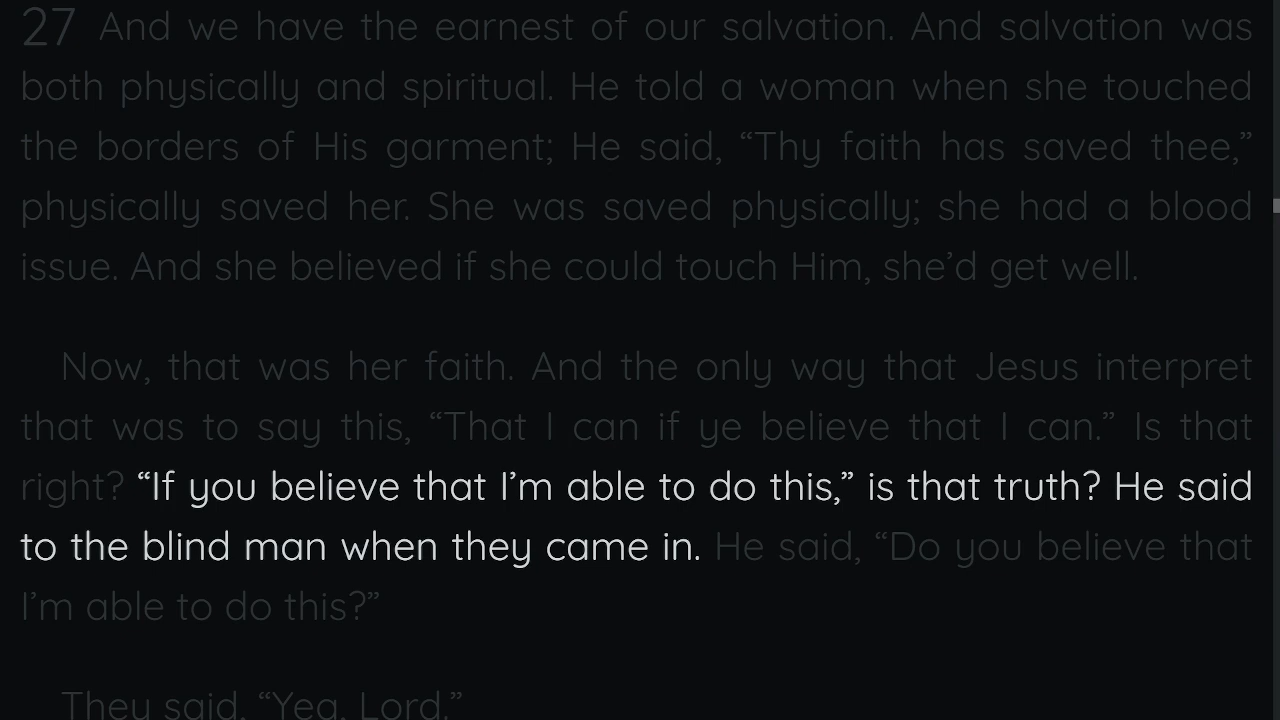 27 And we have the earnest of our salvation. And salvation was
both physically and spiritual. He told a woman when she touched
the borders of His garment; He said, “Thy faith has saved thee,”
physically saved her. She was saved physically; she had a blood
issue. And she believed if she could touch Him, she’d get well.
Now, that was her faith. And the only way that Jesus interpret
that was to say this, “That I can if ye believe that I can.” Is that
right? “If you believe that I’m able to do this,” is that truth? He said
to the blind man when they came in. He said, “Do you believe that
I’m able to do this?”
They said, “Yea, Lord.”